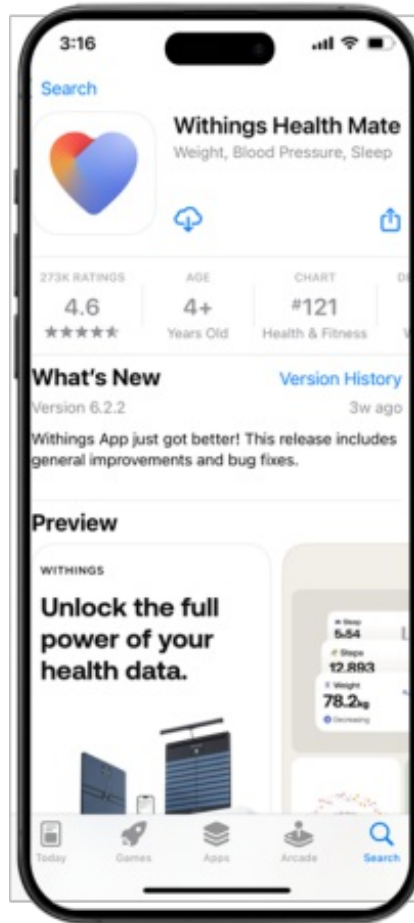 3:16
Search
Withings Health Mate
Weight, Blood Pressure, Sleep
273K RATINGS
4.6
AGE
4+
Years Old
CHART
#121
Health & Fitness
What's New
Version History
Version 6.2.2
3w ago
Withings App just got better! This release includes
general improvements and bug fixes.
Preview
WITHINGS
Unlock the full
power of your
health data.
Sleep
5h54
Steps
12,893
Weight
78.2kg
Decreasing
Today
Games
Apps
Arcade
Search